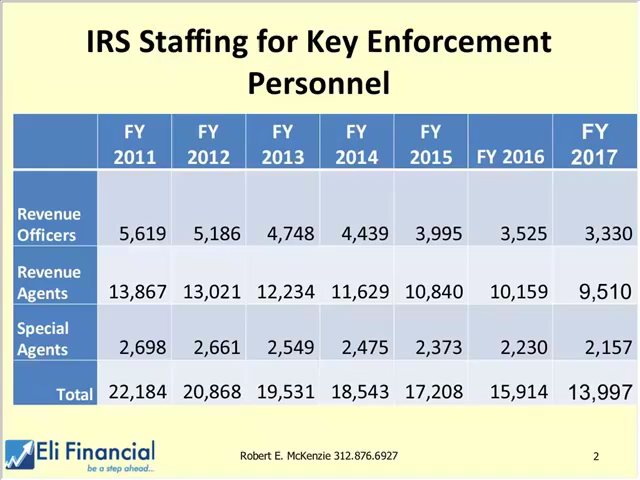 IRS Staffing for Key Enforcement
Personnel
FY 2011 FY 2012 FY 2013 FY 2014 FY 2015 FY 2016 FY 2017
Revenue Officers 5,619 5,186 4,748 4,439 3,995 3,525 3,330
Revenue Agents 13,867 13,021 12,234 11,629 10,840 10,159 9,510
Special Agents 2,698 2,661 2,549 2,475 2,373 2,230 2,157
Total 22,184 20,868 19,531 18,543 17,208 15,914 13,997
Eli Financial
be a step ahead...
Robert E. McKenzie 312.876.6927
2